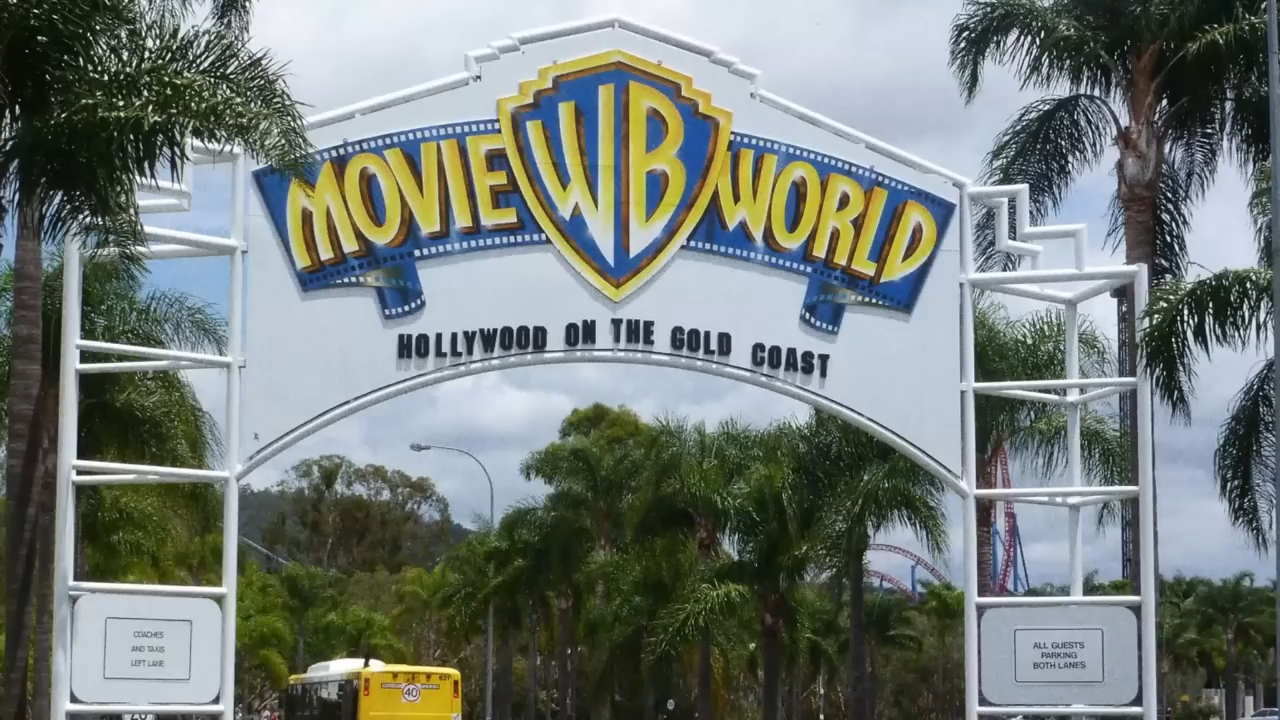 MOVIE WB WORLD
HOLLYWOOD ON THE GOLD COAST
COACHES
AND TAXIS
LEFT LANE
ALL GUESTS
PARKING
BOTH LANES
40